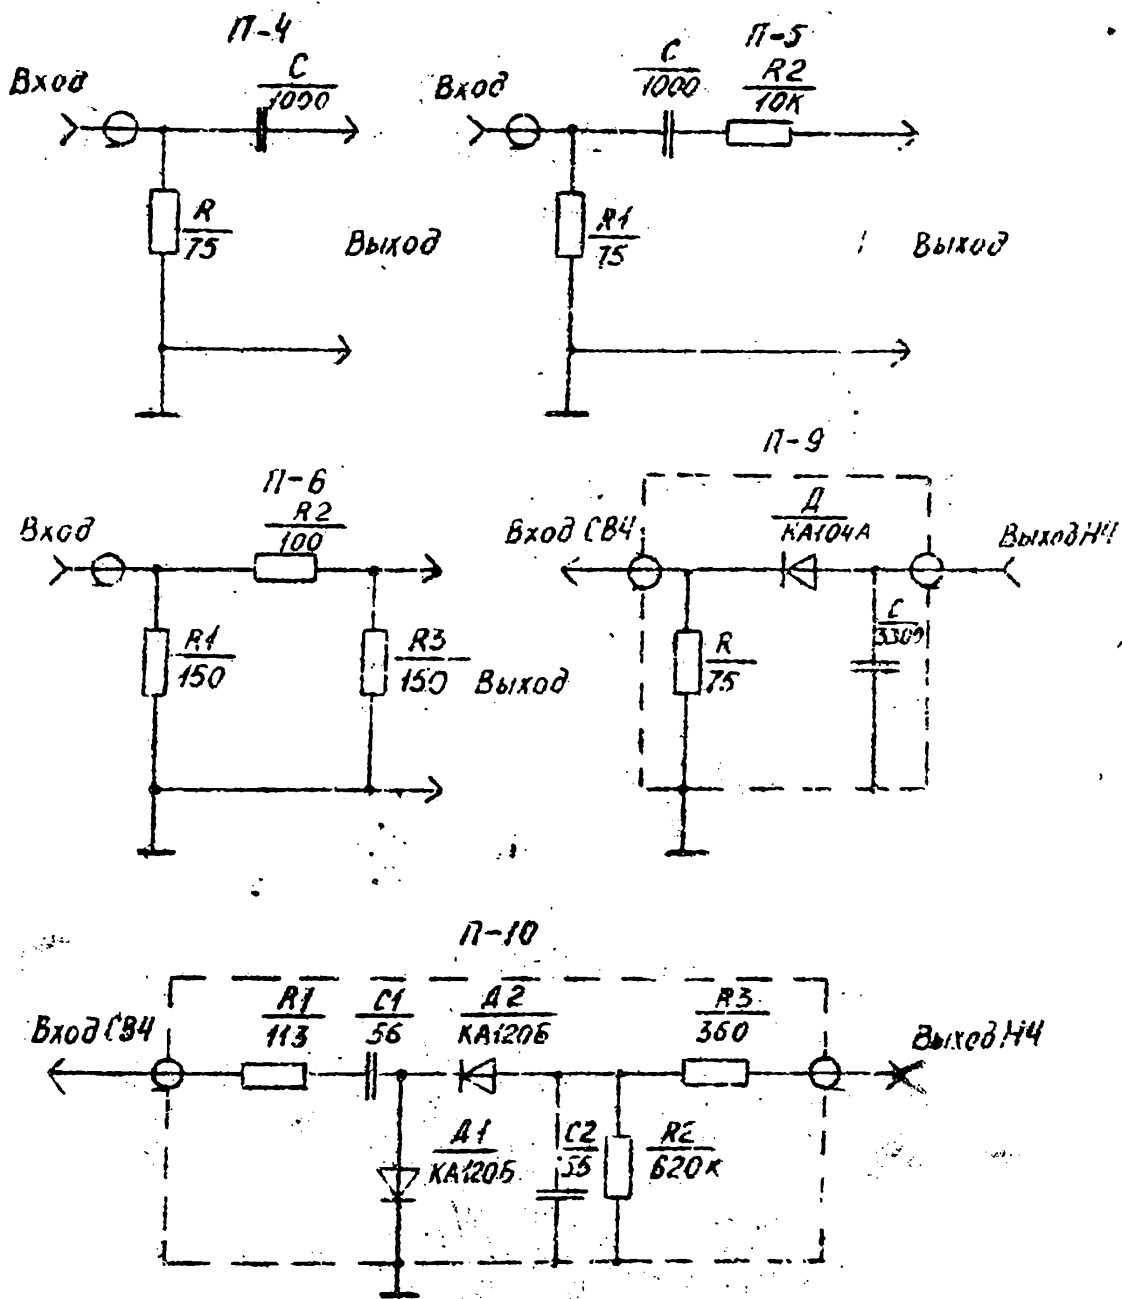 П-4
Вход
C
1000
R
75
Выход
П-5
Вход
C
1000
R2
10К
R1
75
Выход
П-6
Вход
R2
100
R1
150
R3
150
Выход
П-9
Вход СВЧ
Д
КА104А
Выход НЧ
R
75
C
3309
П-10
Вход СВЧ
R1
113
C1
56
Д2
КА120Б
R3
360
Выход НЧ
Д1
КА120Б
C2
56
R2
620к